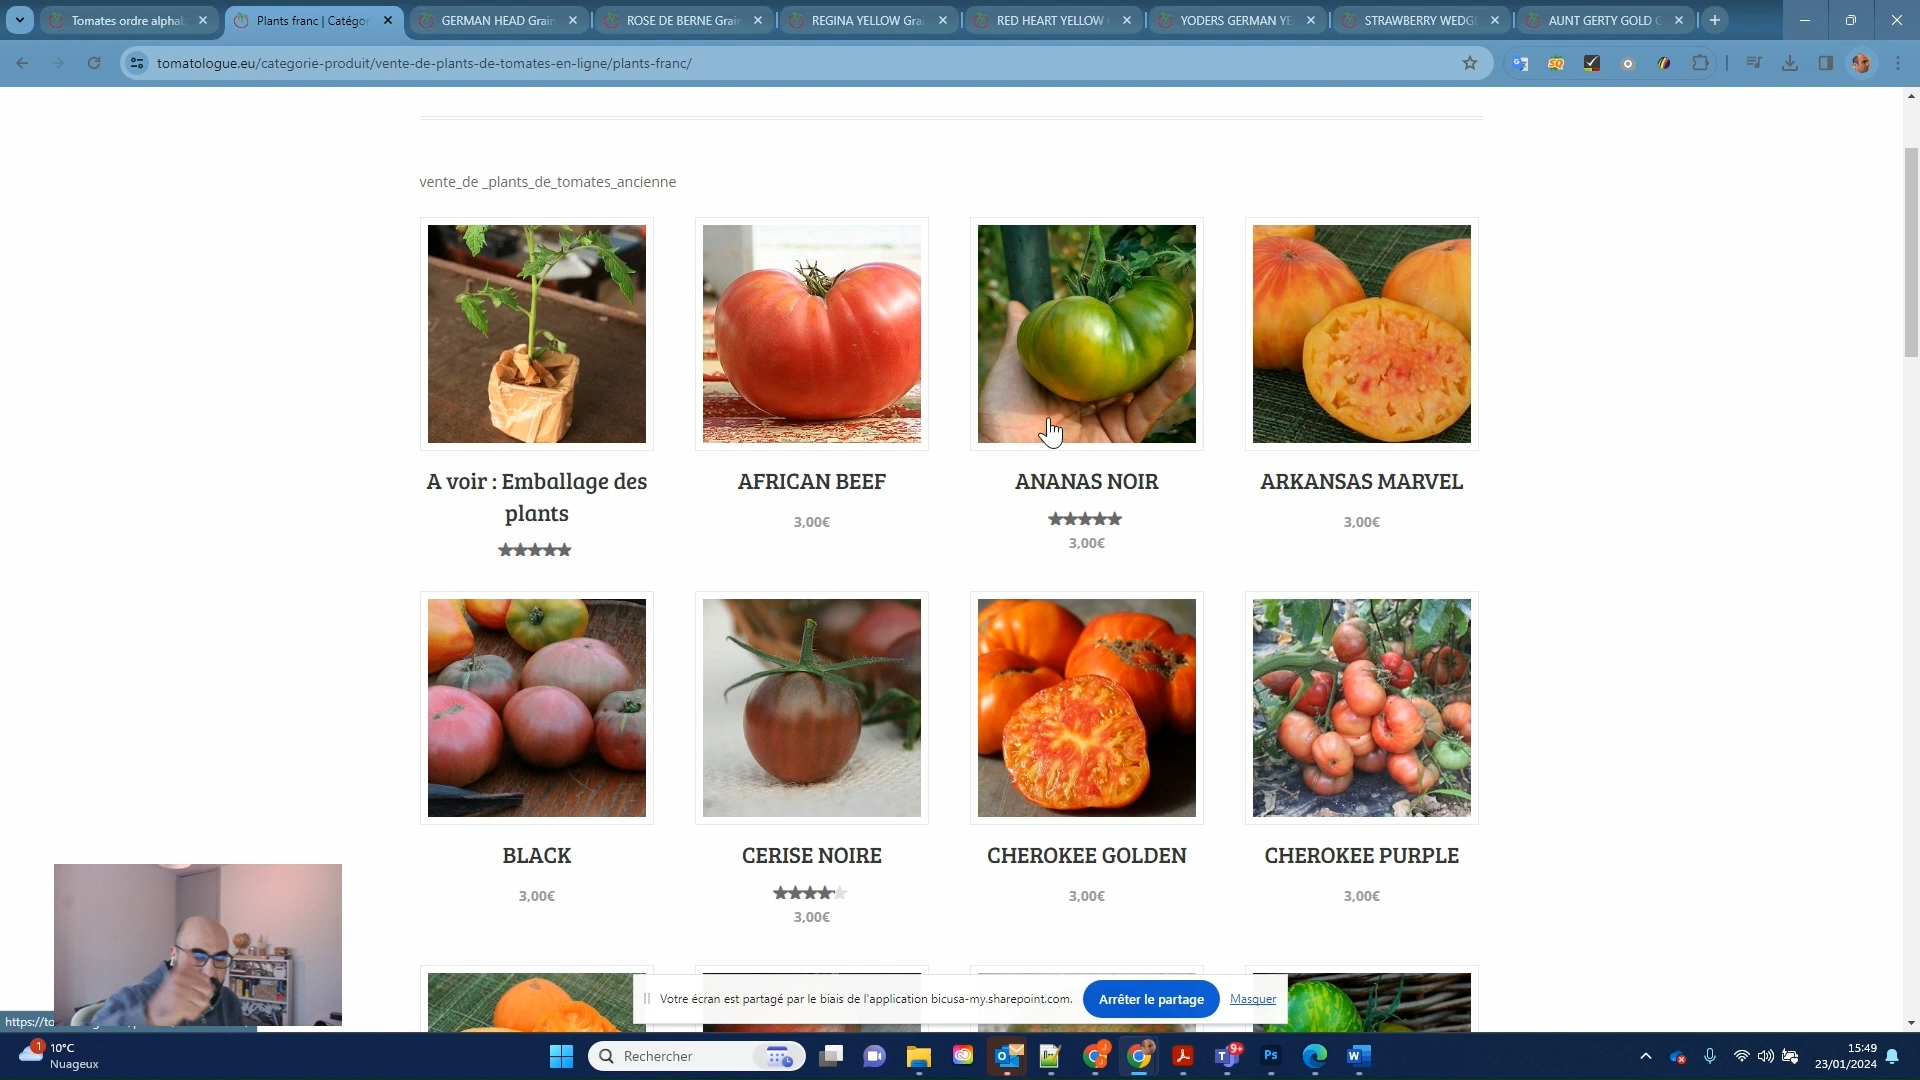 Tomates ordre alphab
Plants franc | Catégor
GERMAN HEAD Grain
ROSE DE BERNE Grai
REGINA YELLOW Gra
RED HEART YELLOW
YODERS GERMAN YE
STRAWBERRY WEDG
AUNT GERTY GOLD G
tomatologue.eu/categorie-produit/vente-de-plants-de-tomates-en-ligne/plants-franc/
vente_de _plants_de_tomates_ancienne
A voir : Emballage des
plants
AFRICAN BEEF
3,00€
ANANAS NOIR
3,00€
ARKANSAS MARVEL
3,00€
BLACK
3,00€
CERISE NOIRE
3,00€
CHEROKEE GOLDEN
3,00€
CHEROKEE PURPLE
3,00€
Votre écran est partagé par le biais de l'application bicusa-my.sharepoint.com.
Arrêter le partage
Masquer
https://to
1
10°C
Nuageux
Rechercher
9+
15:49
23/01/2024